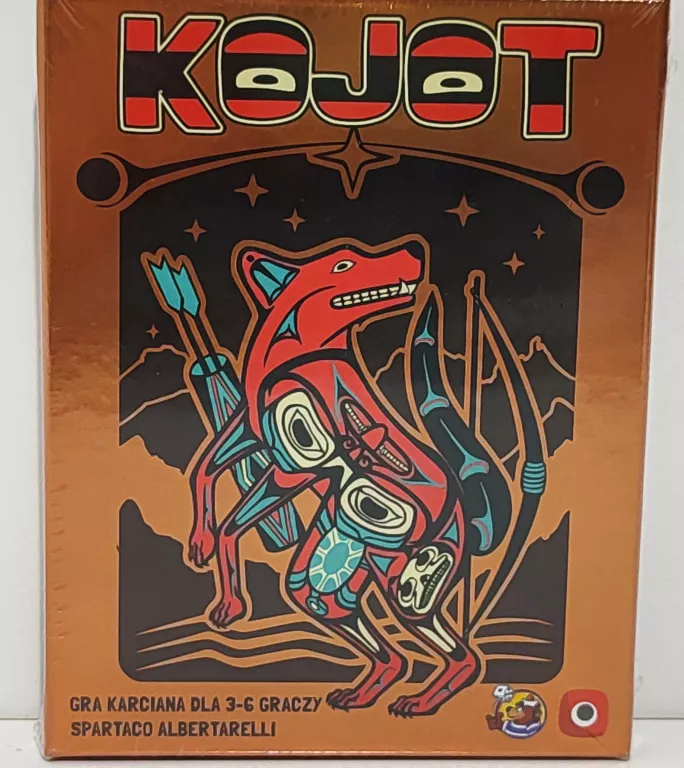 KOJOT
GRA KARCIANA DLA 3-6 GRACZY
SPARTACO ALBERTARELLI